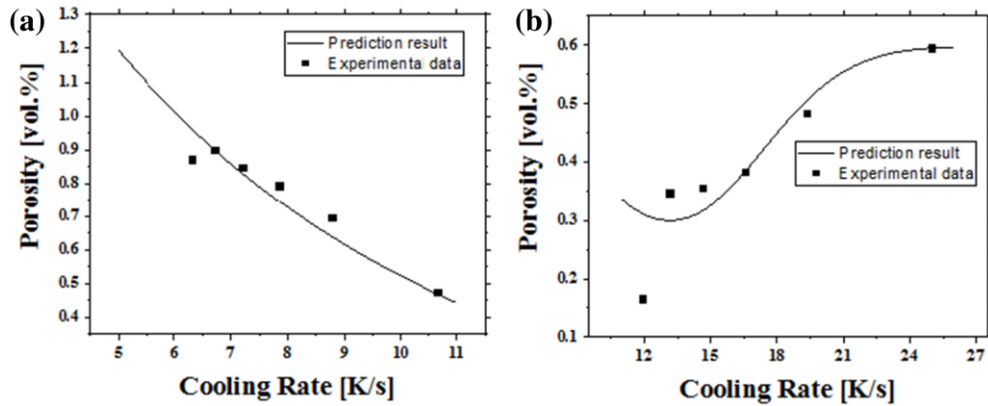 (a)
Porosity [vol.%]
1.3
1.2
1.1
1.0
0.9
0.8
0.7
0.6
0.5
0.4
Prediction result
Experimental data
5 6 7 8 9 10 11
Cooling Rate [K/s]
(b)
Porosity [vol.%]
0.6
0.5
0.4
0.3
0.2
0.1
Prediction result
Experimental data
12 15 18 21 24 27
Cooling Rate [K/s]